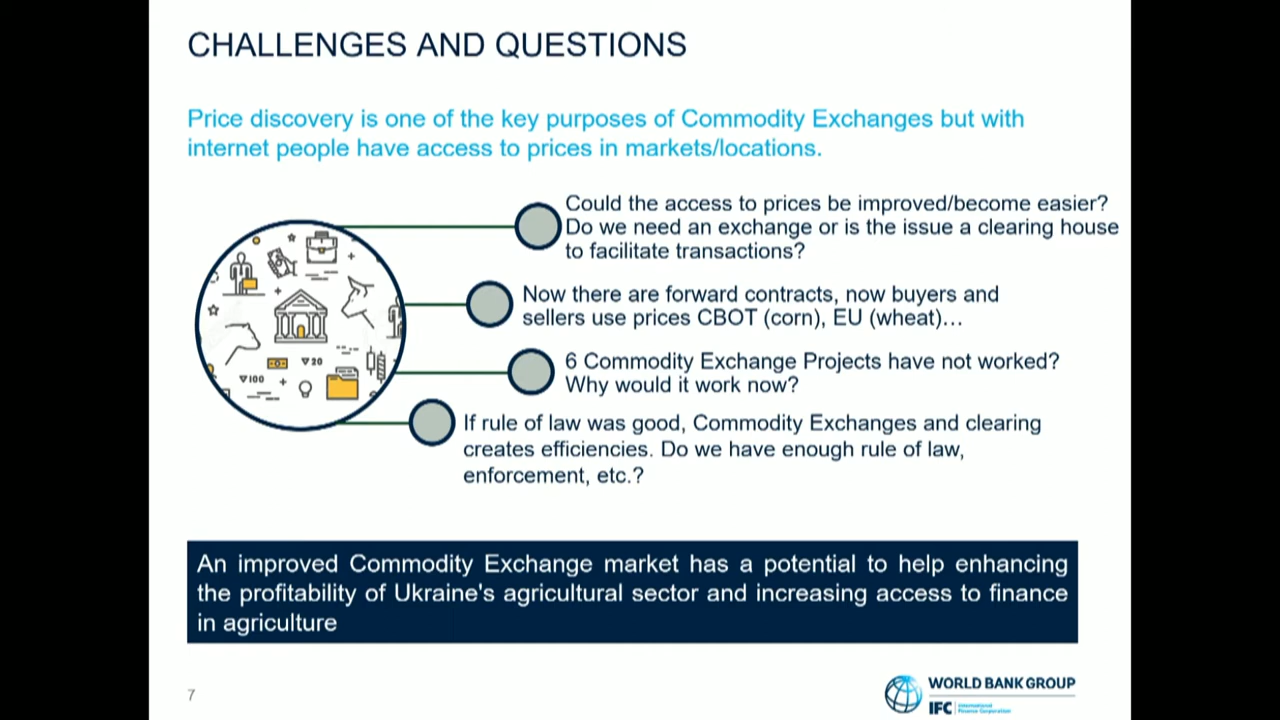 CHALLENGES AND QUESTIONS
Price discovery is one of the key purposes of Commodity Exchanges but with
internet people have access to prices in markets/locations.
Could the access to prices be improved/become easier?
Do we need an exchange or is the issue a clearing house
to facilitate transactions?
Now there are forward contracts, now buyers and
sellers use prices CBOT (corn), EU (wheat)…
6 Commodity Exchange Projects have not worked?
Why would it work now?
If rule of law was good, Commodity Exchanges and clearing
creates efficiencies. Do we have enough rule of law,
enforcement, etc.?
▼20
▼100
An improved Commodity Exchange market has a potential to help enhancing
the profitability of Ukraine's agricultural sector and increasing access to finance
in agriculture
7
WORLD BANK GROUP
IFC
International
Finance Corporation